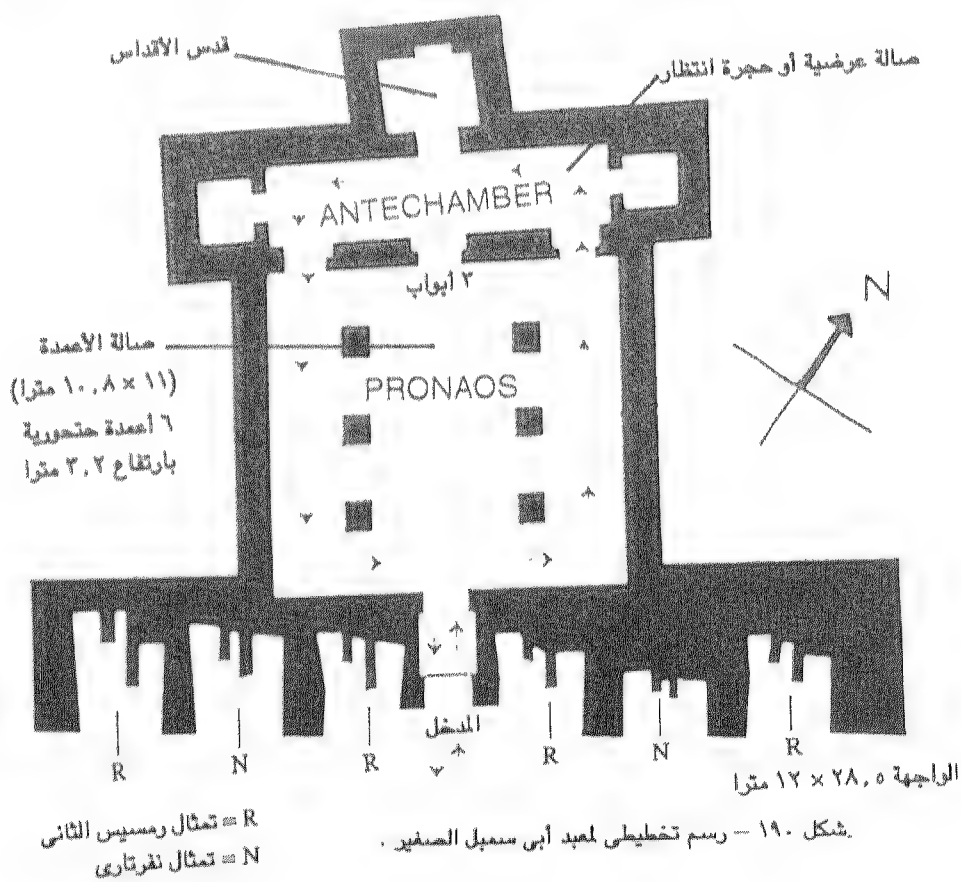 قدس الأقداس
صالة عرضية أو حجرة انتظار
ANTECHAMBER
٣ أبواب
N
صالة الأعمدة
(١١ × ١٠,٨ مترا)
٦ أعمدة حتحورية
بارتفاع ٣,٢ مترا
PRONAOS
المدخل
R
N
R
R
N
R
الواجهة ٢٨,٥ × ١٢ مترا
R = تمثال رمسيس الثانى
N = تمثال نفرتارى
شكل ١٩٠ – رسم تخطيطى لمعبد أبى سمبل الصغير .